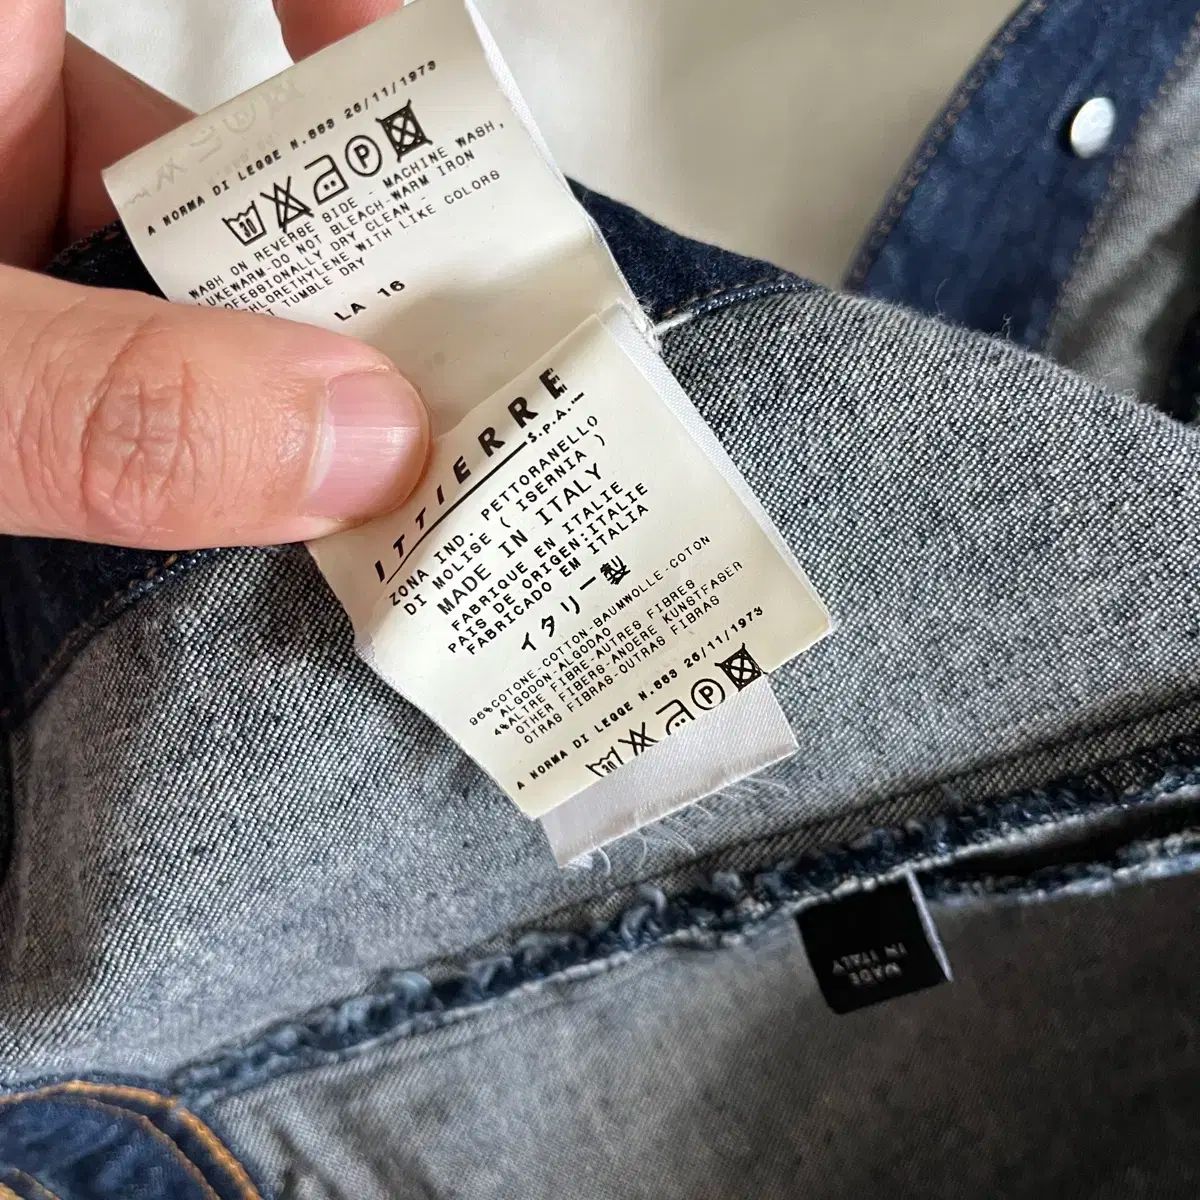 A NORMA DI LEGGE N.883 26/11/1973
30 P
WASH ON REVERSE SIDE - MACHINE WASH,
LUKEWARM-DO NOT BLEACH-WARM IRON
PROFESSIONALLY DRY CLEAN -
WITH LIKE COLORS
TUMBLE DRY
LA 16
ITTIERRE
S.p.A.
ZONA IND. PETTORANELLO
DI MOLISE ( ISERNIA )
MADE IN ITALY
FABRIQUE EN ITALIE
PAIS DE ORIGEN:ITALIE
FABRICADO EM ITALIA
イタリー製
96%COTONE-COTTON-BAUMWOLLE-COTON
ALGODON-ALGODAO
4%ALTRE FIBRE-AUTRES FIBRES
OTHER FIBERS-ANDERE KUNSTFASER
OTRAS FIBRAS-OUTRAS FIBRAS
A NORMA DI LEGGE N.883 26/11/1973
30 P
MADE
IN ITALY